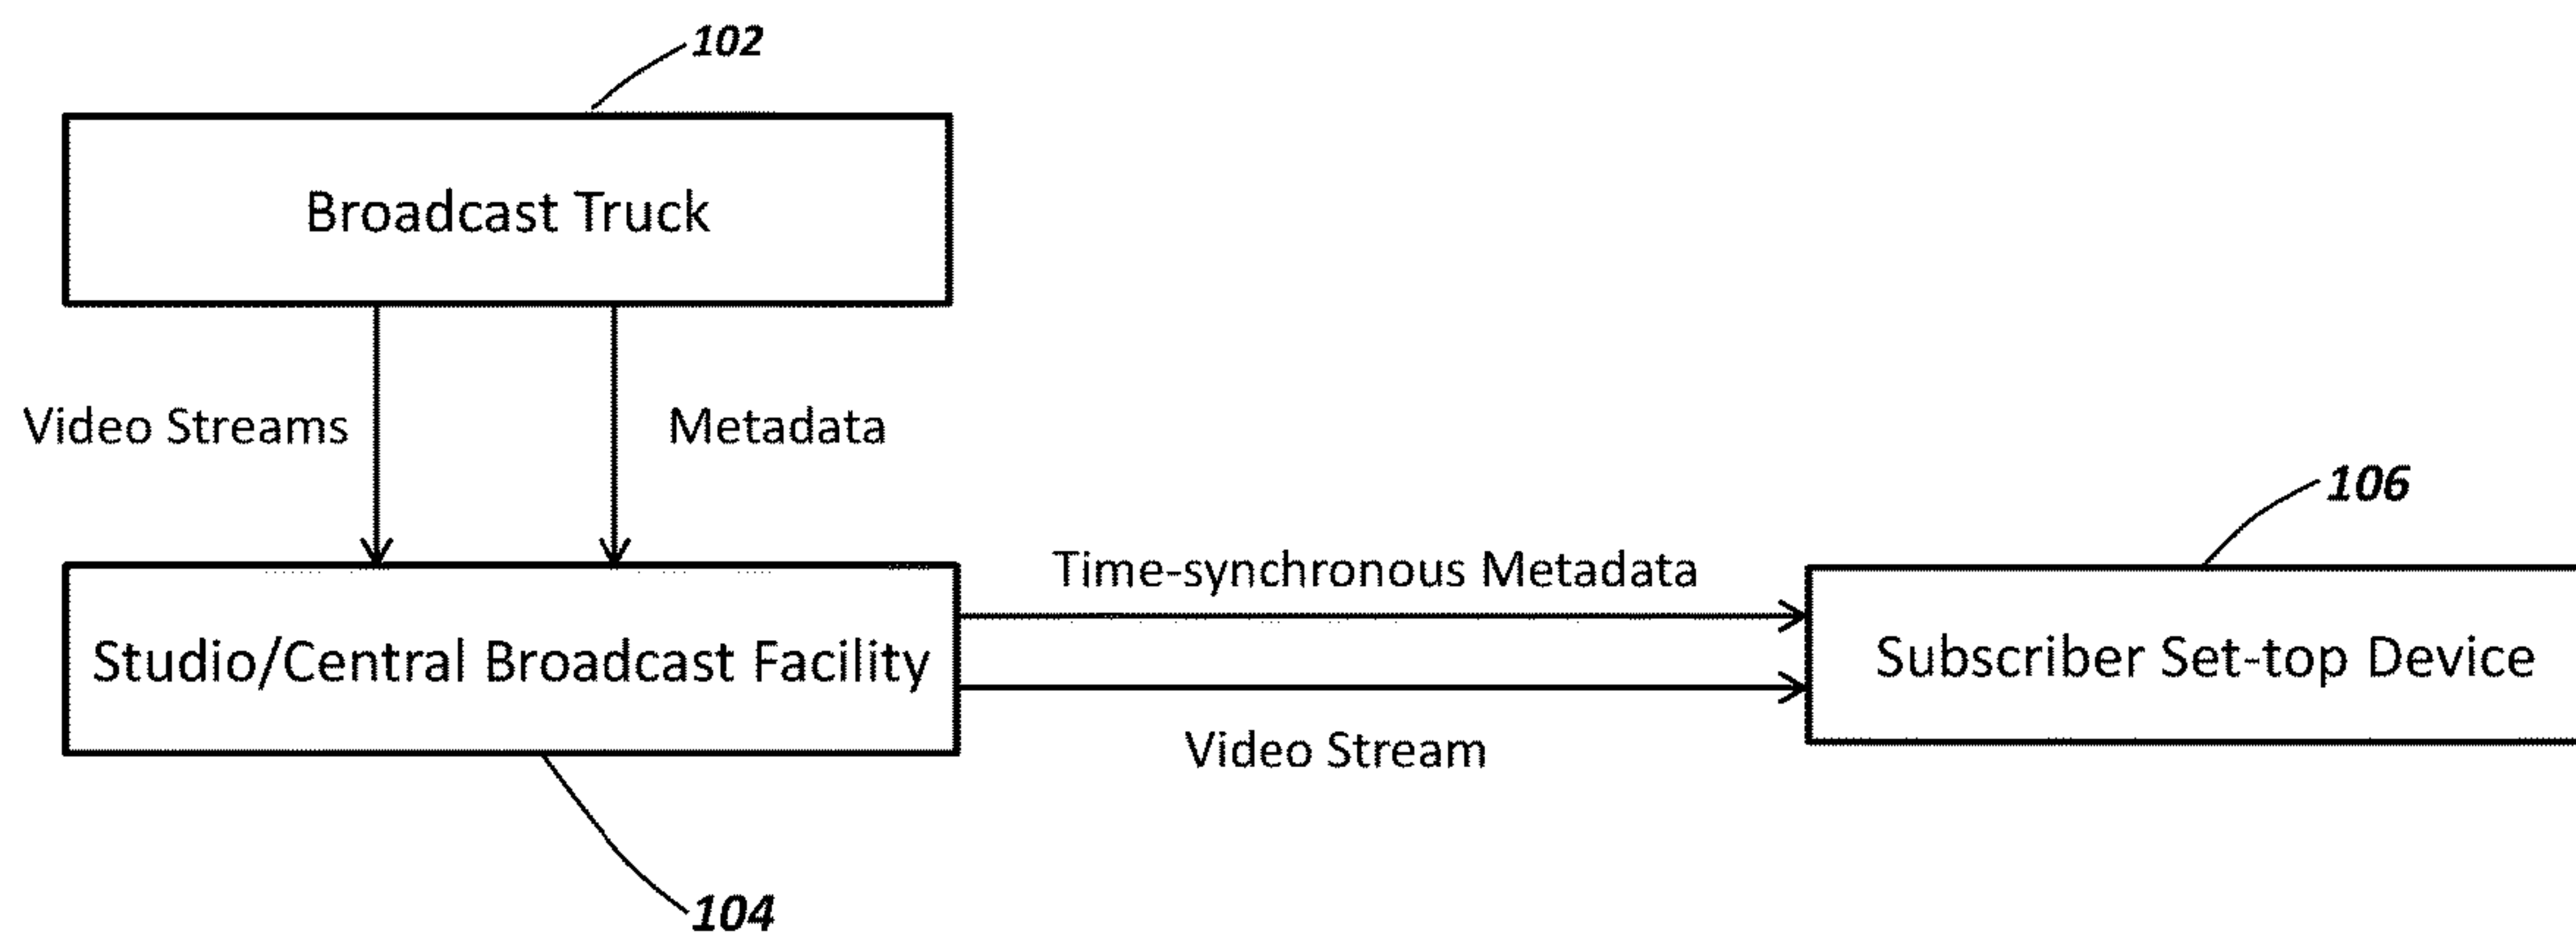 102
Broadcast Truck
Video Streams
Metadata
106
Time-synchronous Metadata
Studio/Central Broadcast Facility
Subscriber Set-top Device
Video Stream
104